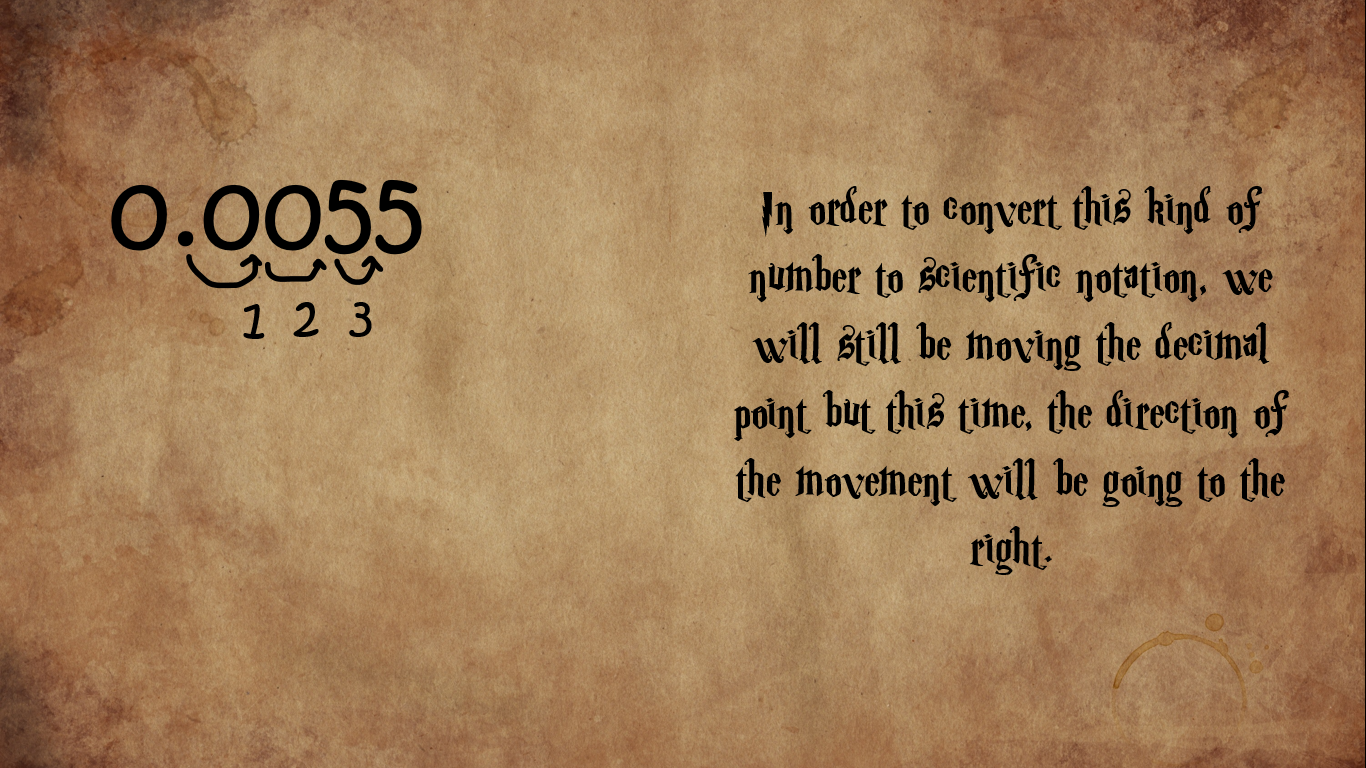 0.0055
1 2 3
In order to convert this kind of
number to scientific notation, we
will still be moving the decimal
point but this time, the direction of
the movement will be going to the
right.